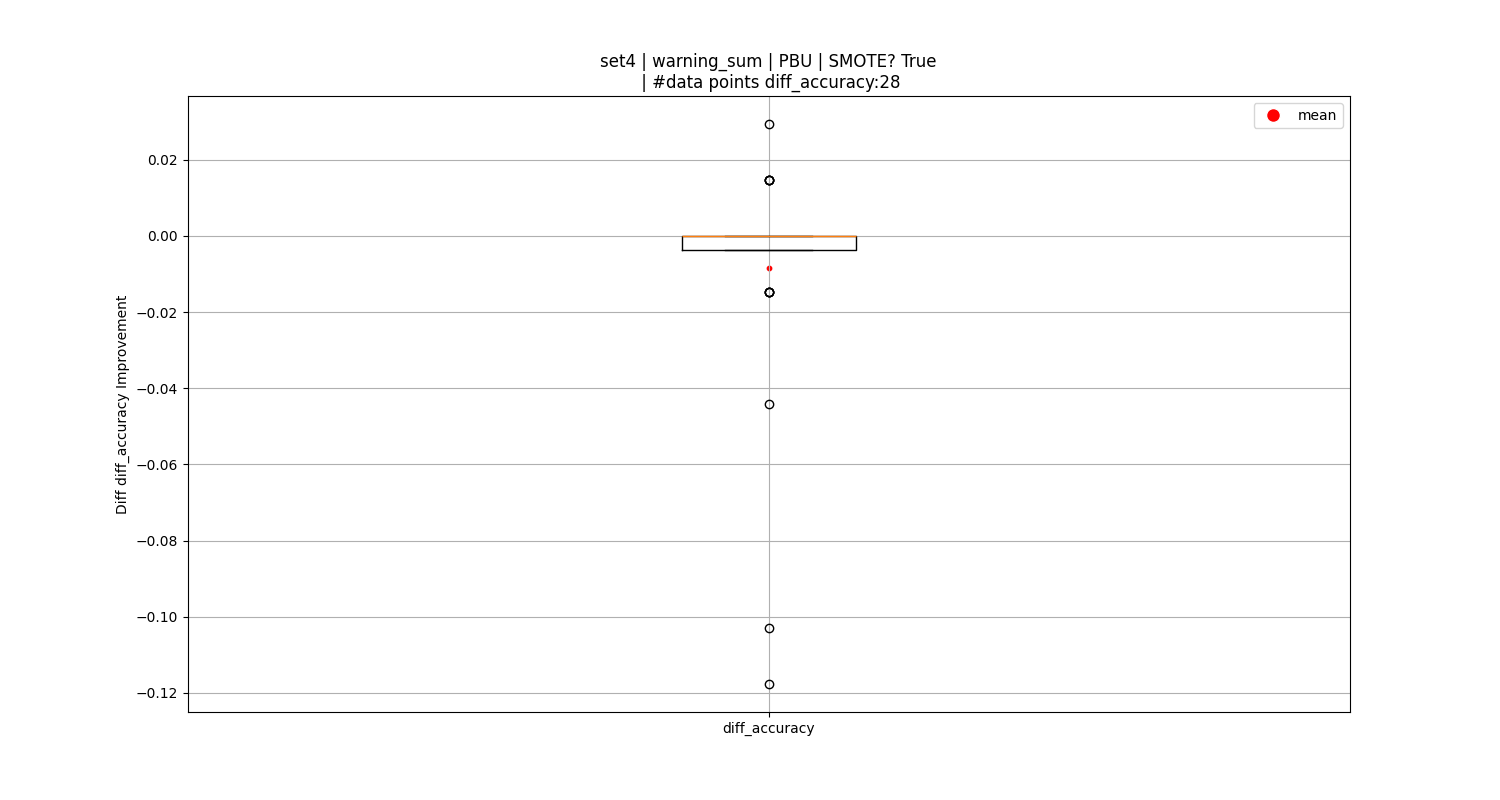 set4 | warning_sum | PBU | SMOTE? True
| #data points diff_accuracy:28
mean
0.02
0.00
−0.02
−0.04
−0.06
−0.08
−0.10
−0.12
Diff diff_accuracy Improvement
diff_accuracy